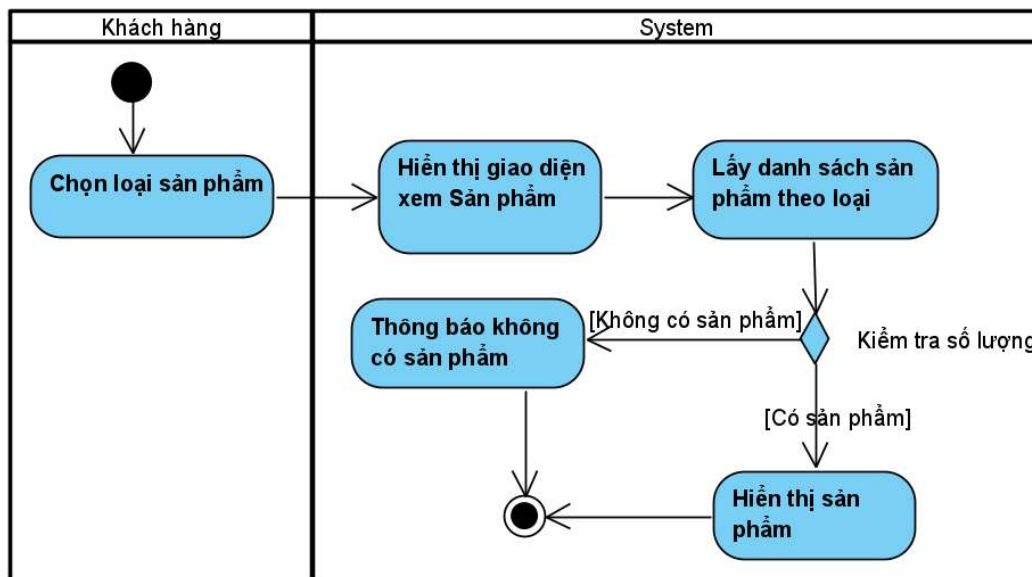 Khách hàng
System
Chọn loại sản phẩm
Hiển thị giao diện
xem Sản phẩm
Lấy danh sách sản
phẩm theo loại
Thông báo không
có sản phẩm
[Không có sản phẩm]
Kiểm tra số lượng
[Có sản phẩm]
Hiển thị sản
phẩm